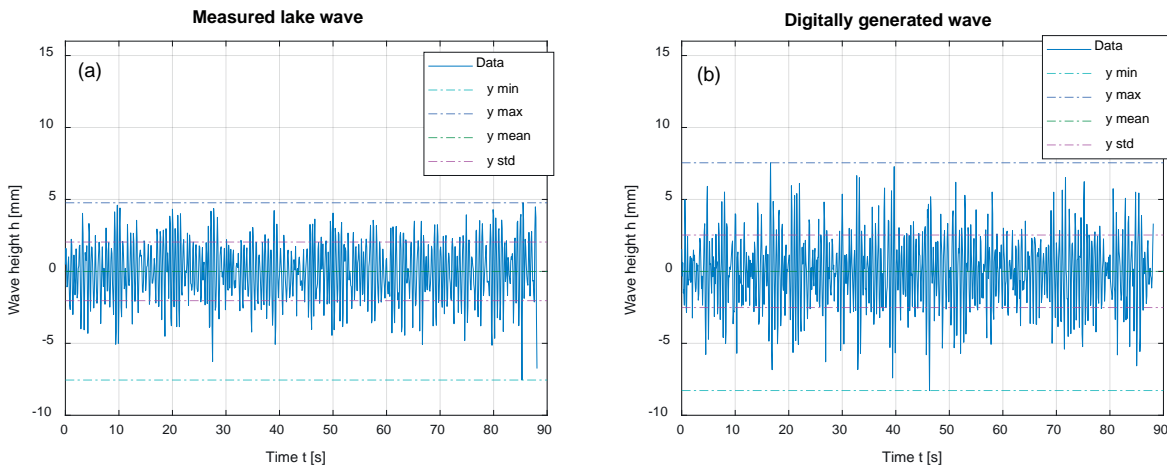 Measured lake wave
(a)
Data
y min
y max
y mean
y std
15
10
5
0
-5
-10
0 10 20 30 40 50 60 70 80 90
Wave height h [mm]
Time t [s]
Digitally generated wave
(b)
Data
y min
y max
y mean
y std
15
10
5
0
-5
-10
0 10 20 30 40 50 60 70 80 90
Wave height h [mm]
Time t [s]